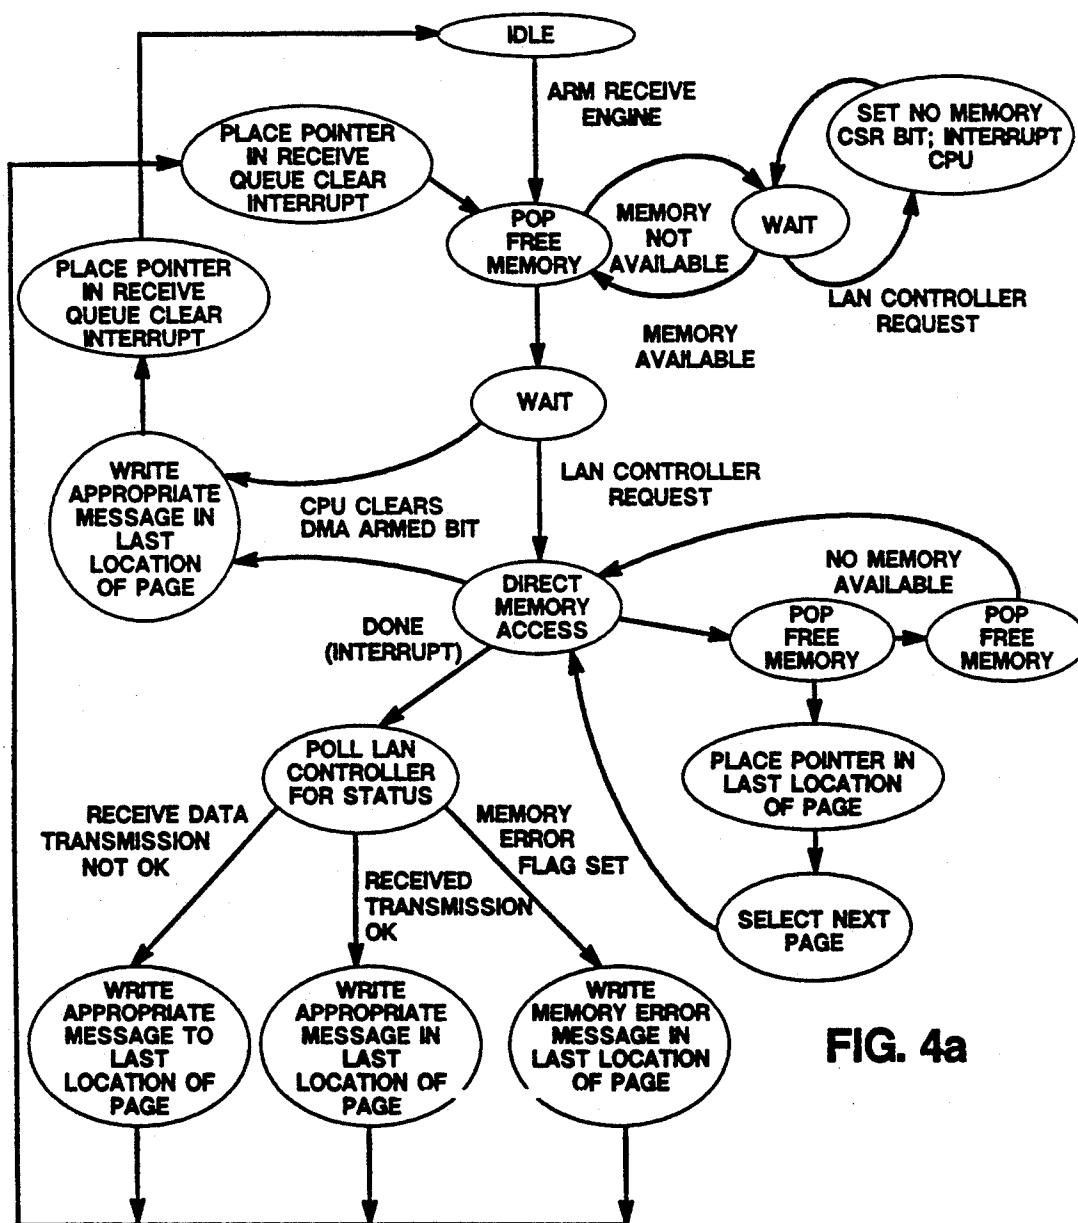 IDLE
ARM RECEIVE
ENGINE
PLACE POINTER
IN RECEIVE
QUEUE CLEAR
INTERRUPT
SET NO MEMORY
CSR BIT; INTERRUPT
CPU
POP
FREE
MEMORY
MEMORY
NOT
AVAILABLE
WAIT
LAN CONTROLLER
REQUEST
PLACE POINTER
IN RECEIVE
QUEUE CLEAR
INTERRUPT
MEMORY
AVAILABLE
WAIT
LAN CONTROLLER
REQUEST
WRITE
APPROPRIATE
MESSAGE IN
LAST
LOCATION
OF PAGE
CPU CLEARS
DMA ARMED BIT
NO MEMORY
AVAILABLE
DIRECT
MEMORY
ACCESS
POP
FREE
MEMORY
POP
FREE
MEMORY
DONE
(INTERRUPT)
POLL LAN
CONTROLLER
FOR STATUS
PLACE POINTER IN
LAST LOCATION
OF PAGE
RECEIVE DATA
TRANSMISSION
NOT OK
MEMORY
ERROR
FLAG SET
RECEIVED
TRANSMISSION
OK
SELECT NEXT
PAGE
WRITE
APPROPRIATE
MESSAGE TO
LAST
LOCATION OF
PAGE
WRITE
APPROPRIATE
MESSAGE IN
LAST
LOCATION OF
PAGE
WRITE
MEMORY ERROR
MESSAGE IN
LAST LOCATION
OF PAGE
FIG. 4a